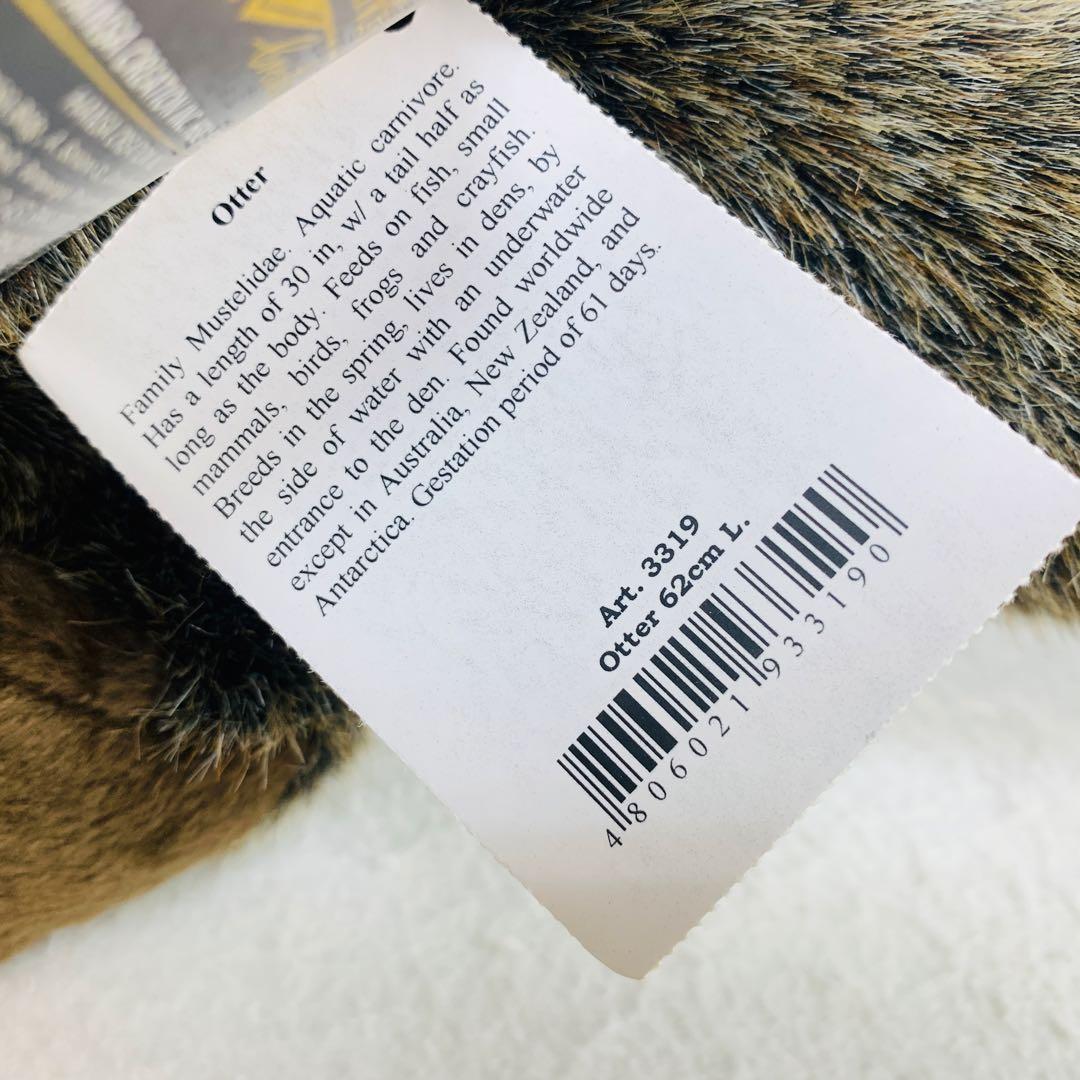 Otter
Family Mustelidae. Aquatic carnivore.
Has a length of 30 in, w/ a tail half as
long as the body. Feeds on fish, small
mammals, birds, frogs and crayfish.
Breeds in the spring, lives in dens, by
the side of water with an underwater
entrance to the den. Found worldwide
except in Australia, New Zealand, and
Antarctica. Gestation period of 61 days.
Art. 3319
Otter 62cm L.
4 806021 933190